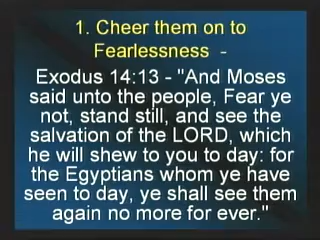 1. Cheer them on to
Fearlessness -
Exodus 14:13 - "And Moses
said unto the people, Fear ye
not, stand still, and see the
salvation of the LORD, which
he will shew to you to day: for
the Egyptians whom ye have
seen to day, ye shall see them
again no more for ever."